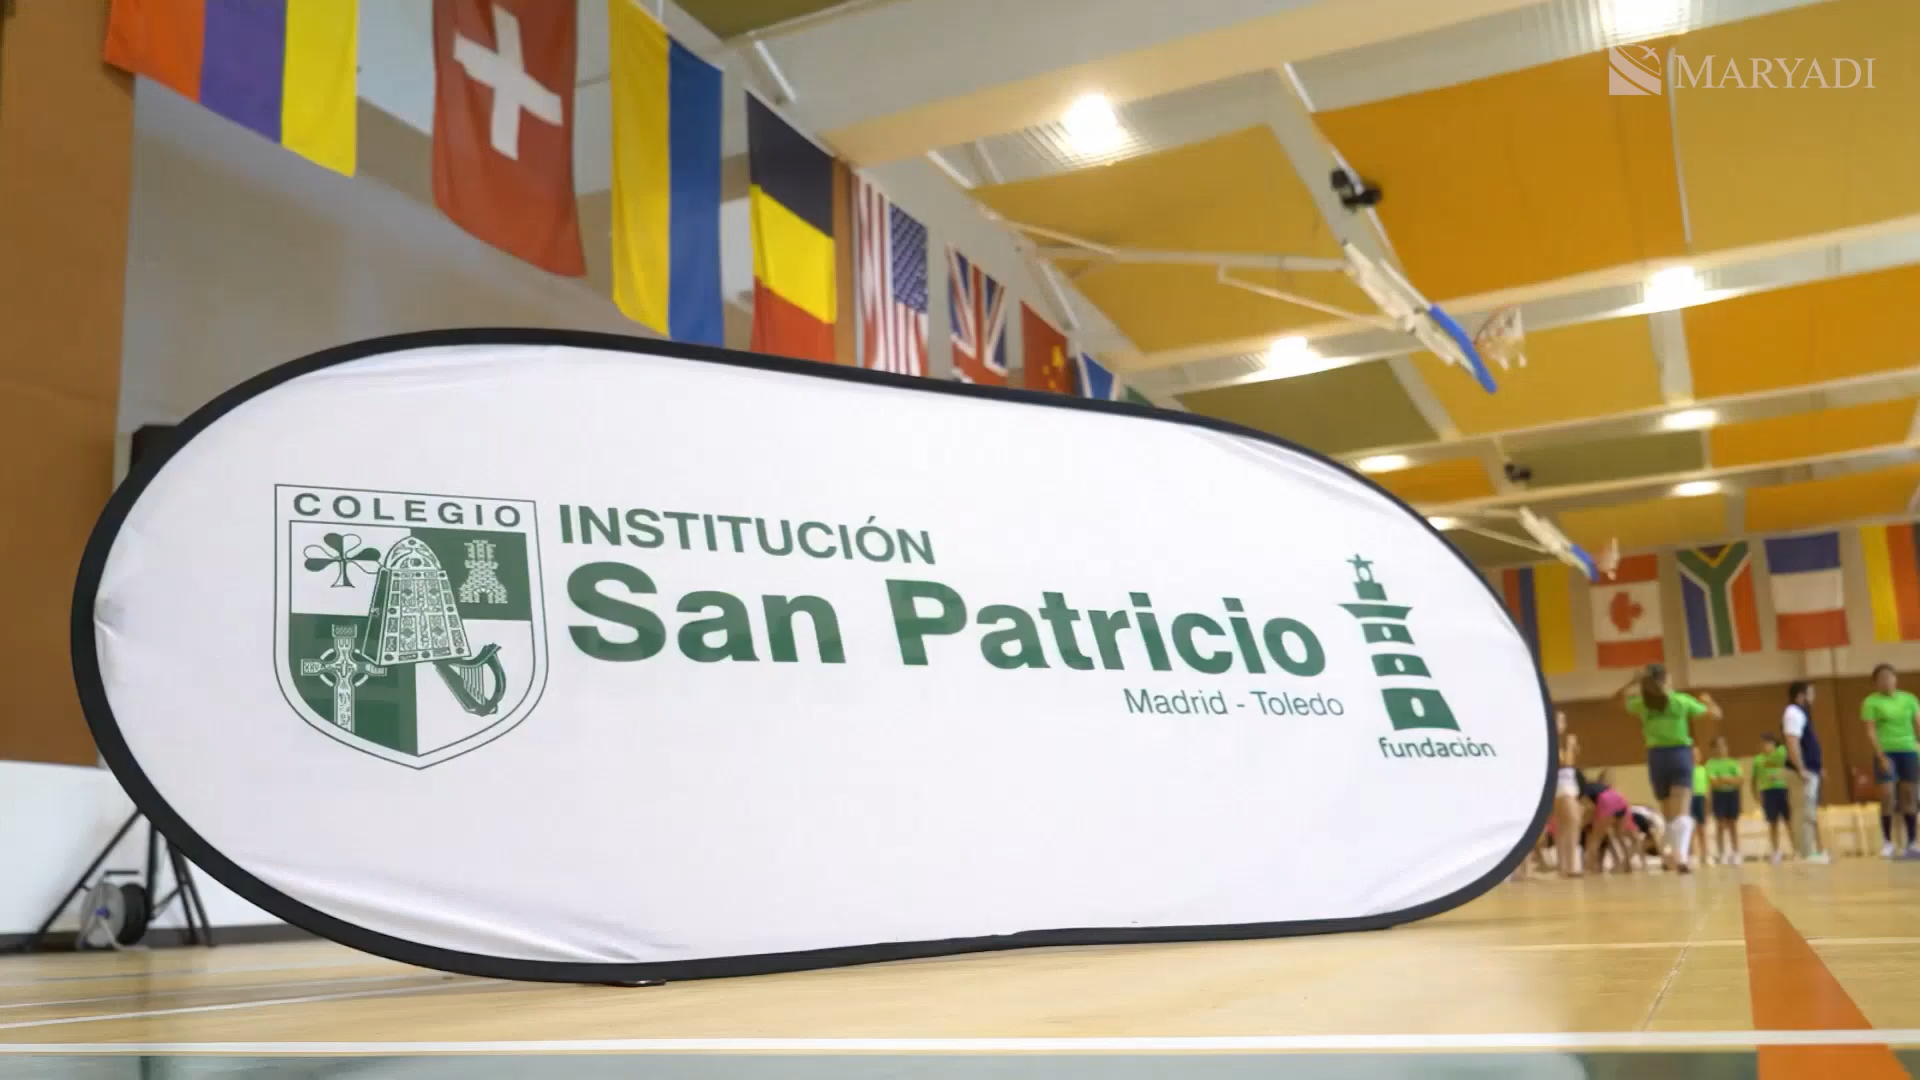 MARYADI
COLEGIO
INSTITUCIÓN
San Patricio
Madrid - Toledo
fundación